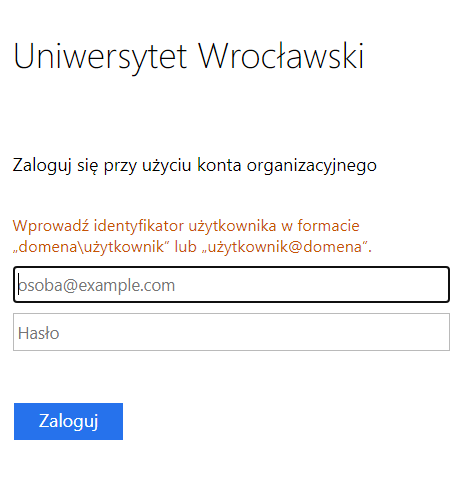 Uniwersytet Wrocławski
Zaloguj się przy użyciu konta organizacyjnego
Wprowadź identyfikator użytkownika w formacie
„domena\użytkownik” lub „użytkownik@domena”.
osoba@example.com
Hasło
Zaloguj